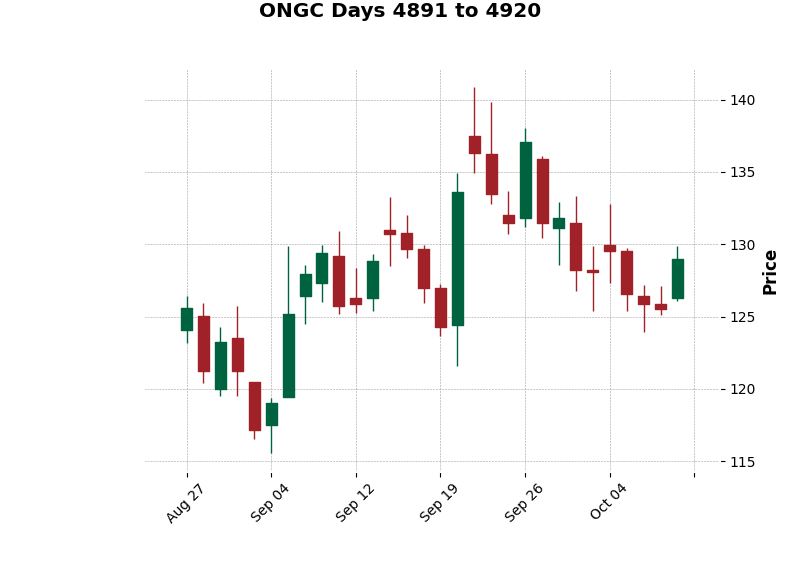 ONGC Days 4891 to 4920
140
135
130
125
120
115
Price
Aug 27
Sep 04
Sep 12
Sep 19
Sep 26
Oct 04